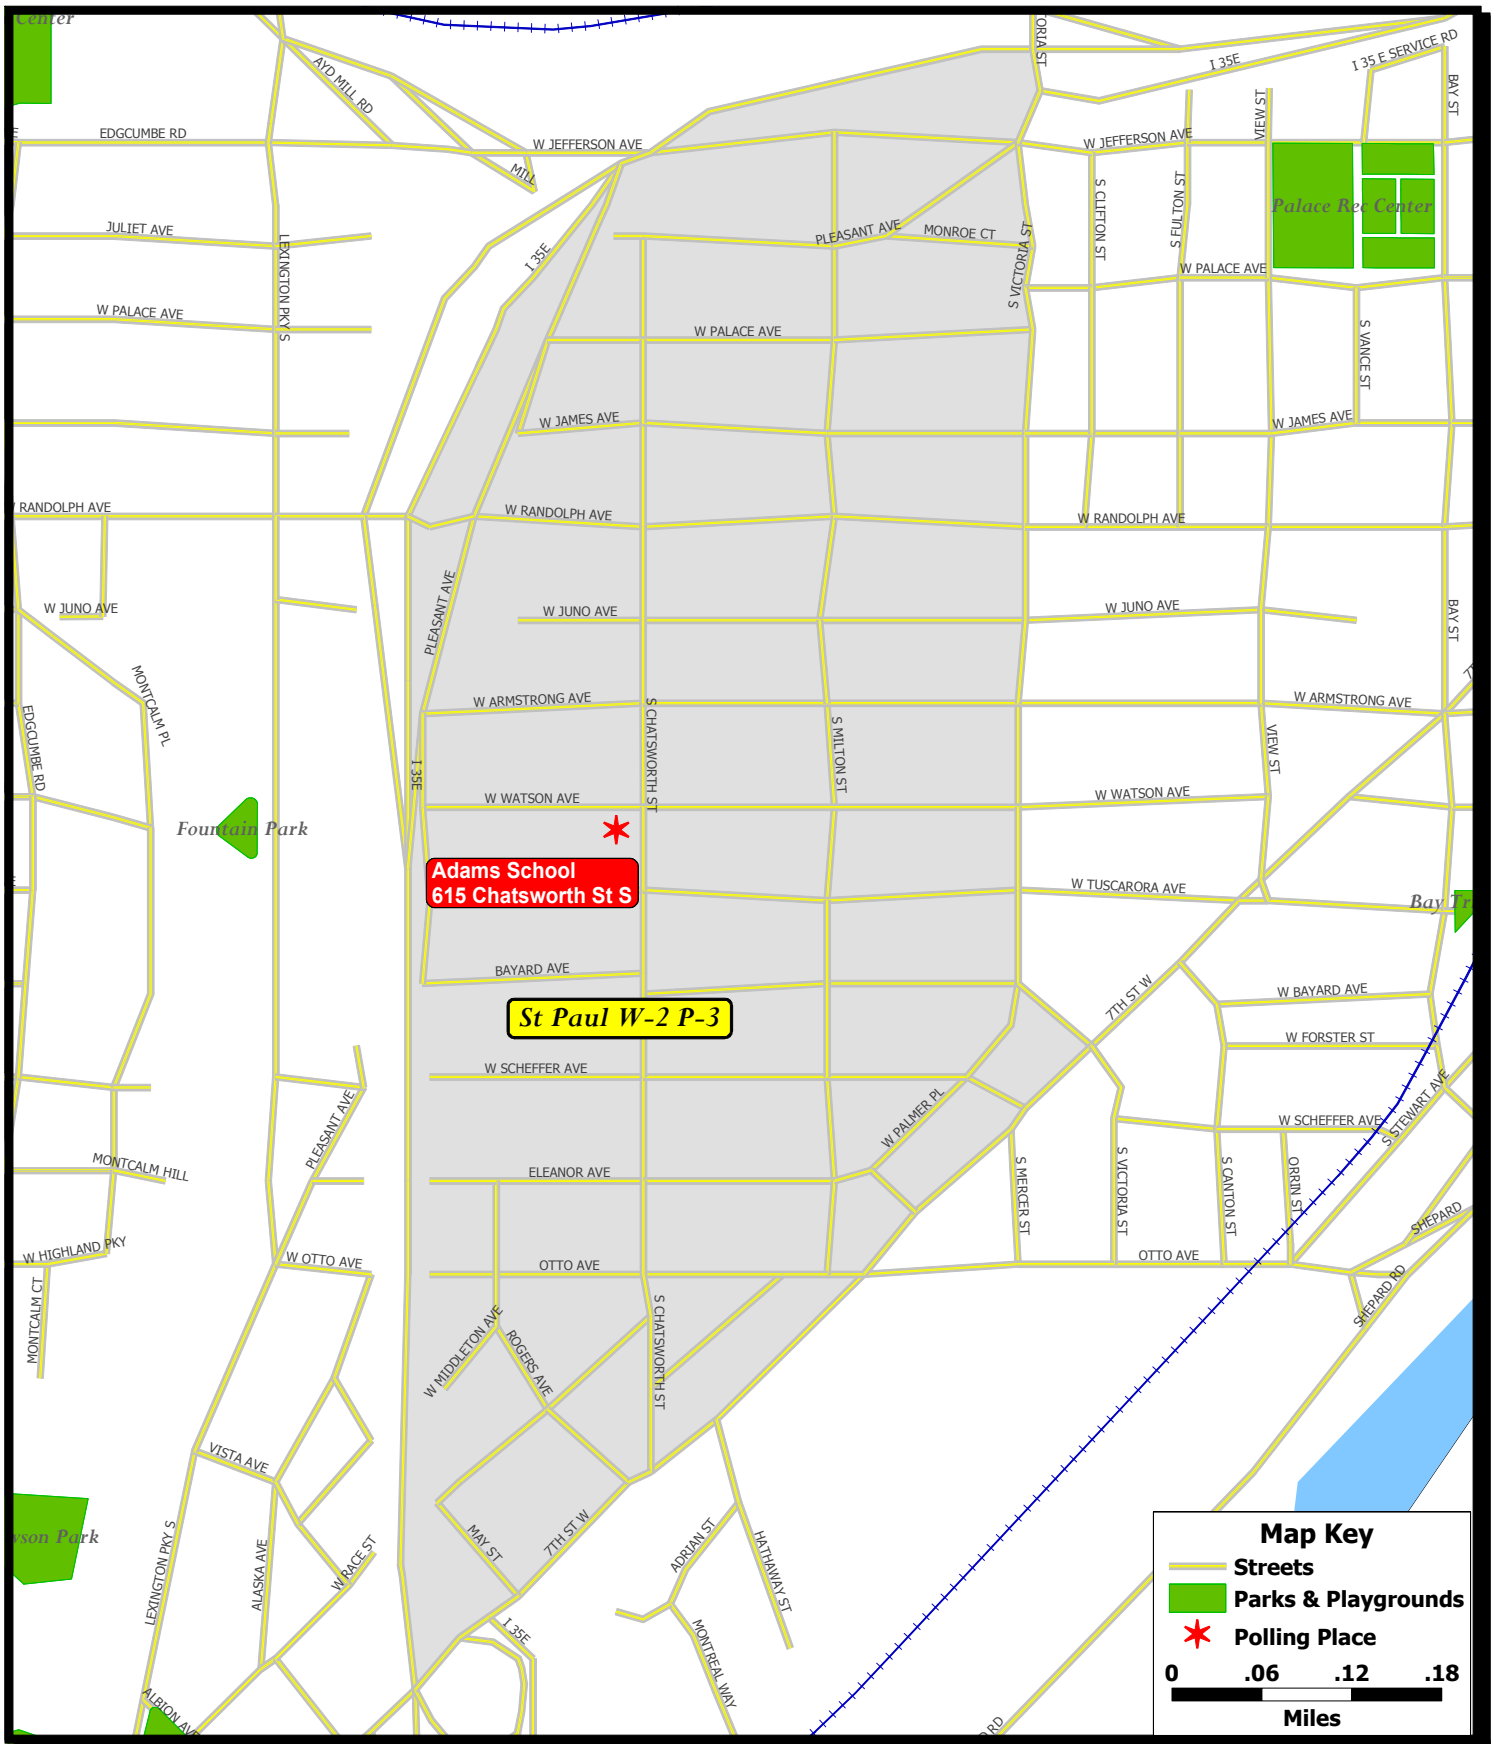 Center
ORIA ST
AYD MILL RD
I 35E
I 35 E SERVICE RD
BAY ST
EDGCUMBE RD
W JEFFERSON AVE
W JEFFERSON AVE
VIEW ST
MILL
S CLIFTON ST
S FULTON ST
Palace Rec Center
JULIET AVE
LEXINGTON PKY S
I 35E
PLEASANT AVE
MONROE CT
S VICTORIA ST
W PALACE AVE
W PALACE AVE
W PALACE AVE
S VANCE ST
W JAMES AVE
W JAMES AVE
RANDOLPH AVE
W RANDOLPH AVE
W RANDOLPH AVE
W JUNO AVE
PLEASANT AVE
W JUNO AVE
W JUNO AVE
BAY ST
MONTCALM PL
EDGCUMBE RD
W ARMSTRONG AVE
S CHATSWORTH ST
S MILTON ST
W ARMSTRONG AVE
VIEW ST
I 35E
W WATSON AVE
W WATSON AVE
Fountain Park
Adams School
615 Chatsworth St S
W TUSCARORA AVE
Bay Tri
BAYARD AVE
7TH ST W
W BAYARD AVE
St Paul W-2 P-3
W FORSTER ST
W SCHEFFER AVE
PLEASANT AVE
W PALMER PL
W SCHEFFER AVE
S STEWART AVE
MONTCALM HILL
ELEANOR AVE
S MERCER ST
S VICTORIA ST
S CANTON ST
ORRIN ST
SHEPARD
W HIGHLAND PKY
W OTTO AVE
OTTO AVE
OTTO AVE
MONTCALM CT
W MIDDLETON AVE
ROGERS AVE
S CHATSWORTH ST
SHEPARD RD
VISTA AVE
wson Park
LEXINGTON PKY S
ALASKA AVE
W RACE ST
MAY ST
7TH ST W
ADRIAN ST
HATHAWAY ST
I 35E
MONTREAL WAY
ALBION AVE
RD
Map Key
Streets
Parks & Playgrounds
Polling Place
0 .06 .12 .18
Miles